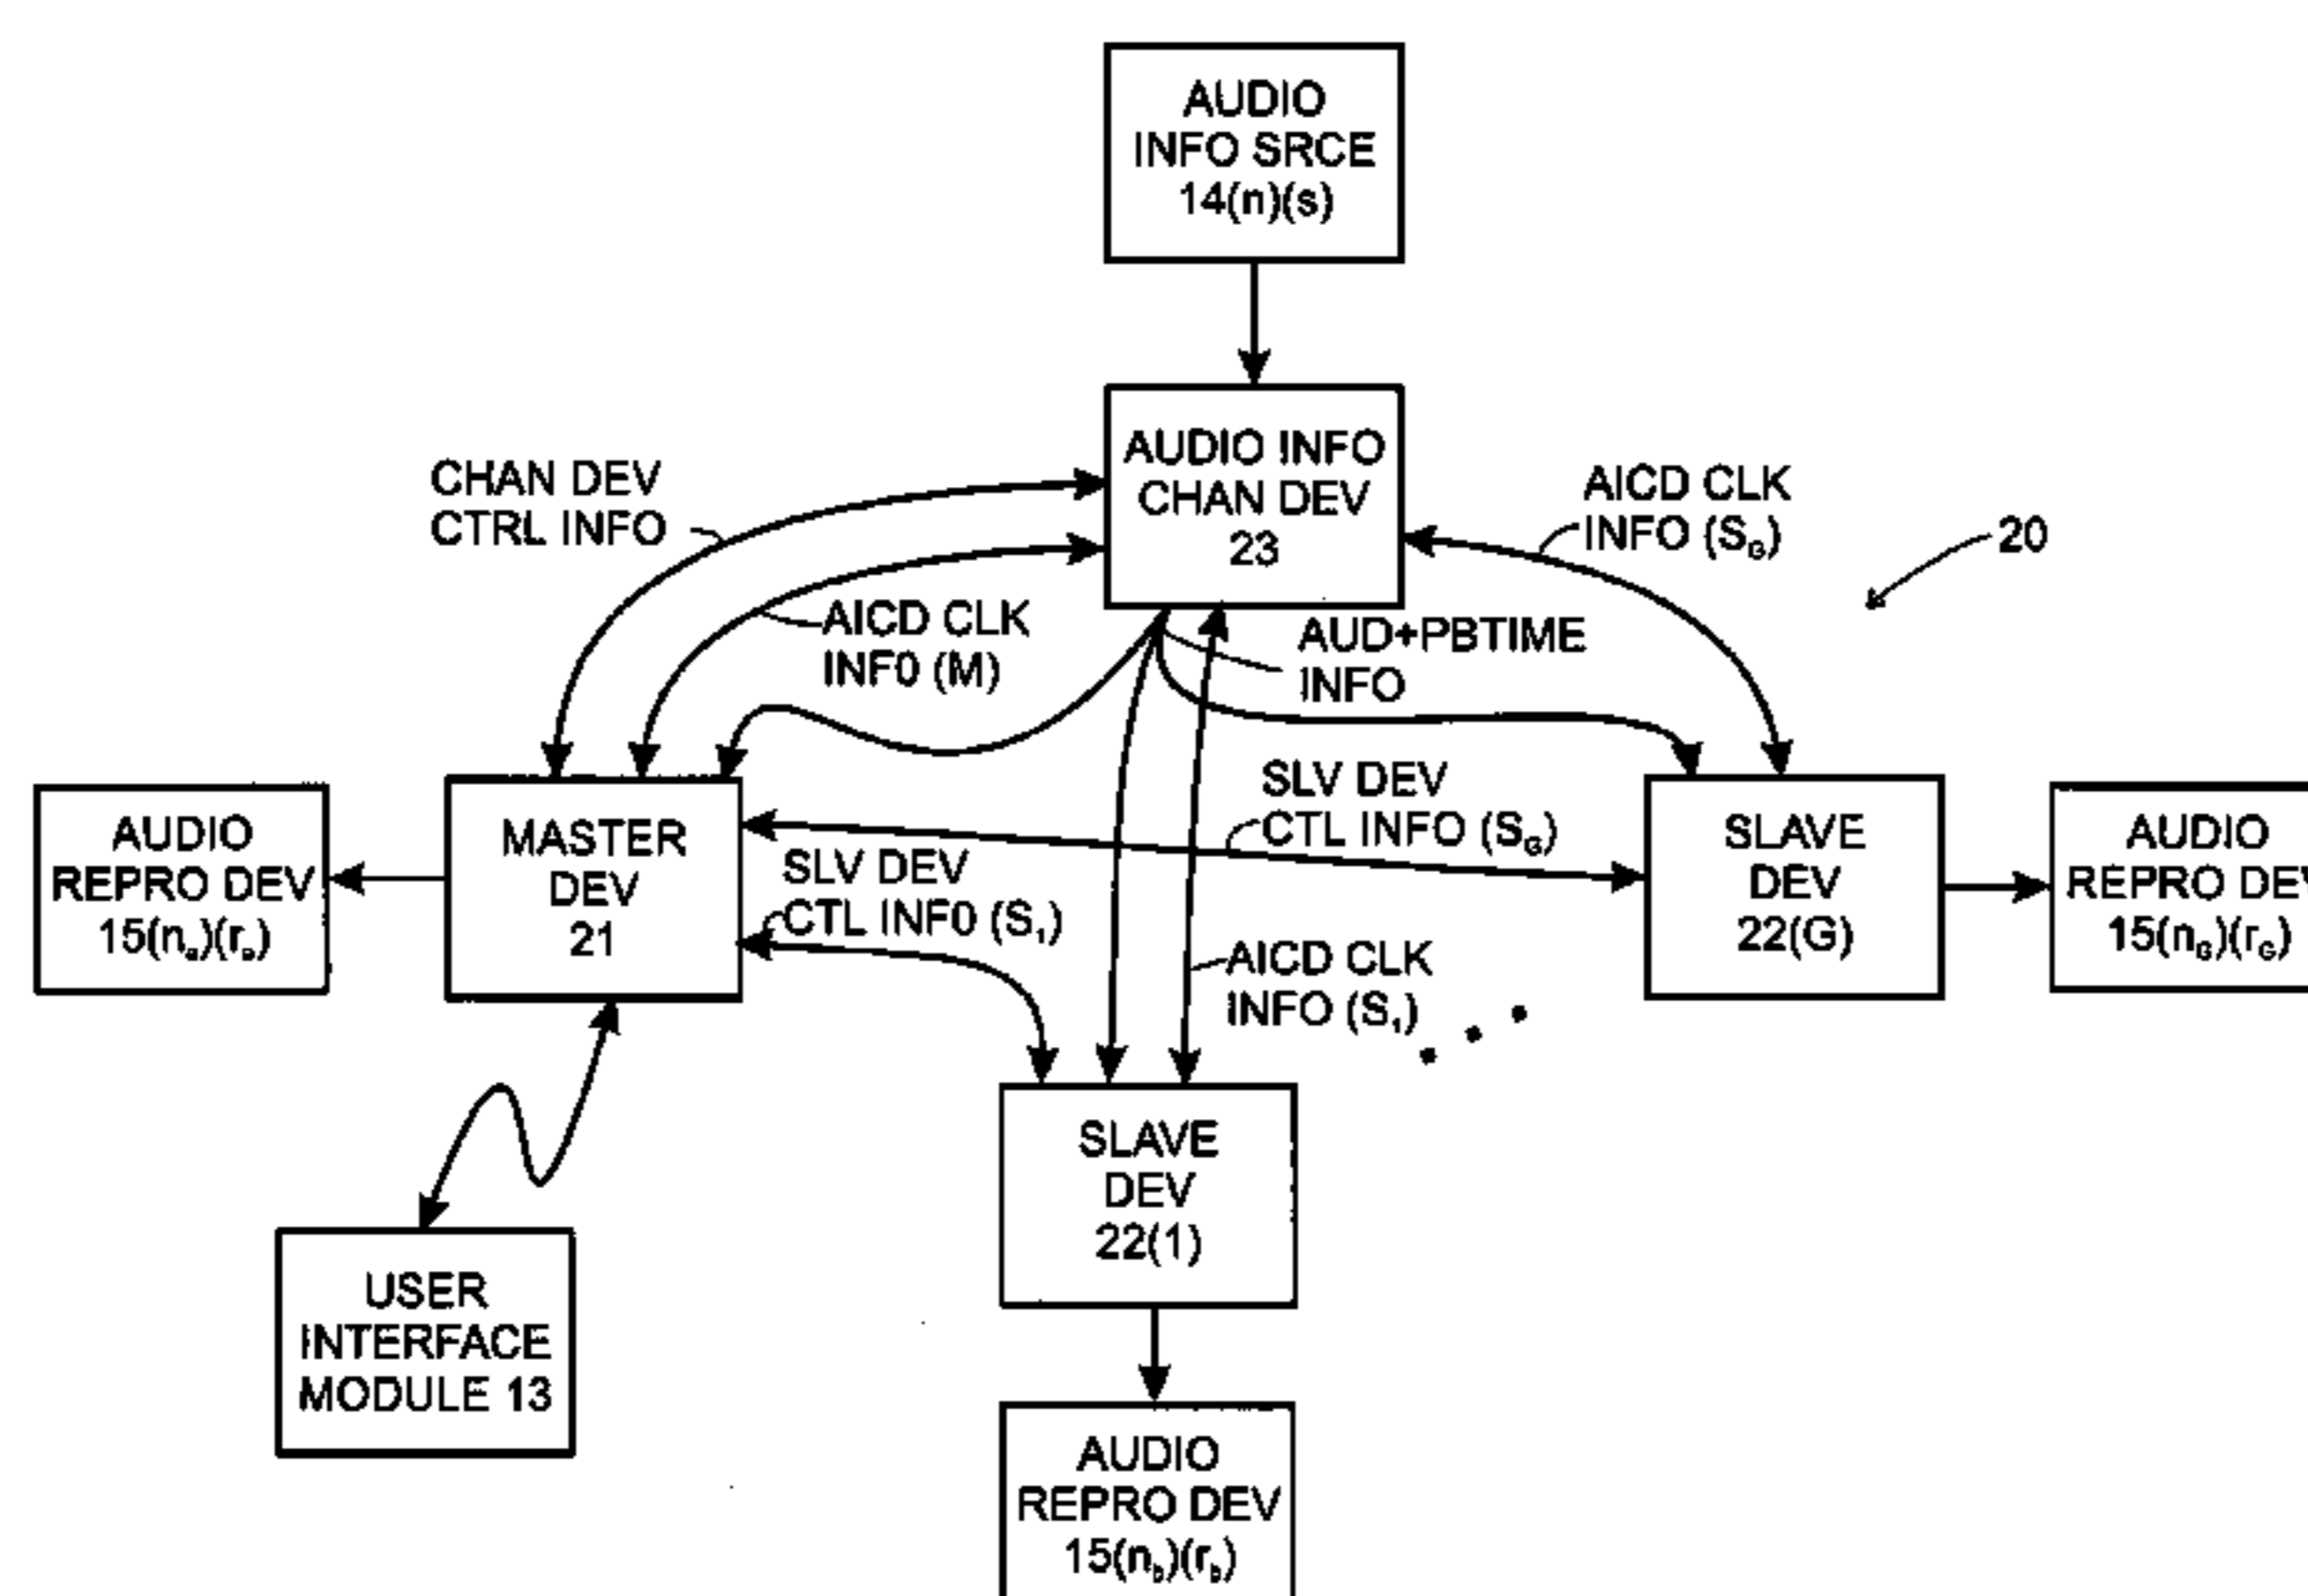 AUDIO
INFO SRCE
14(n)(s)
AUDIO INFO
CHAN DEV
23
CHAN DEV
CTRL INFO
AICD CLK
INFO (S_G)
20
AICD CLK
INF0 (M)
AUD+PBTIME
INFO
SLV DEV
CTL INFO (S_G)
SLV DEV
CTL INF0 (S_1)
AUDIO
REPRO DEV
15(n_a)(r_a)
MASTER
DEV
21
SLAVE
DEV
22(G)
AUDIO
REPRO DEV
15(n_G)(r_G)
AICD CLK
INFO (S_1)
SLAVE
DEV
22(1)
USER
INTERFACE
MODULE 13
AUDIO
REPRO DEV
15(n_b)(r_b)